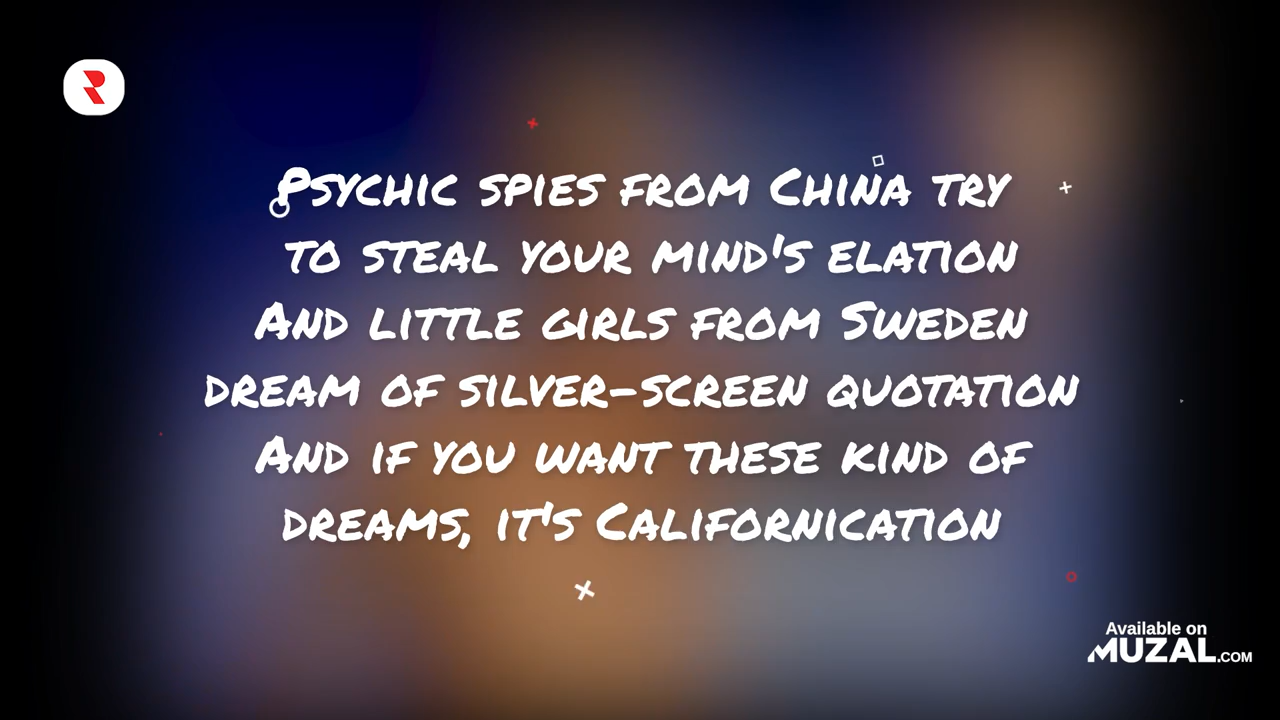 Psychic spies from China try
to steal your mind's elation
And little girls from Sweden
dream of silver-screen quotation
And if you want these kind of
dreams, it's Californication
Available on
MUZAL.COM